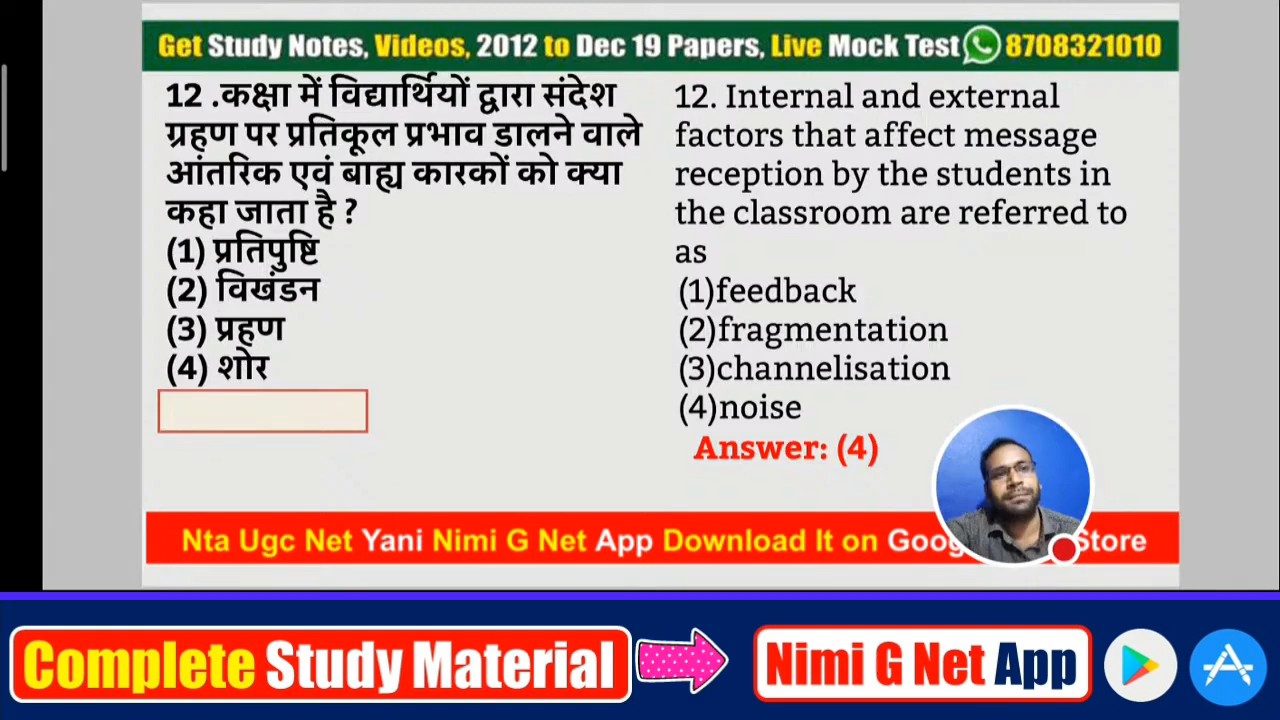 Get Study Notes, Videos, 2012 to Dec 19 Papers, Live Mock Test 8708321010
12 .कक्षा में विद्यार्थियों द्वारा संदेश
ग्रहण पर प्रतिकूल प्रभाव डालने वाले
आंतरिक एवं बाह्य कारकों को क्या
कहा जाता है ?
(1) प्रतिपुष्टि
(2) विखंडन
(3) प्रहण
(4) शोर
12. Internal and external
factors that affect message
reception by the students in
the classroom are referred to
as
(1)feedback
(2)fragmentation
(3)channelisation
(4)noise
Answer: (4)
Nta Ugc Net Yani Nimi G Net App Download It on Goog Store
Complete Study Material
Nimi G Net App